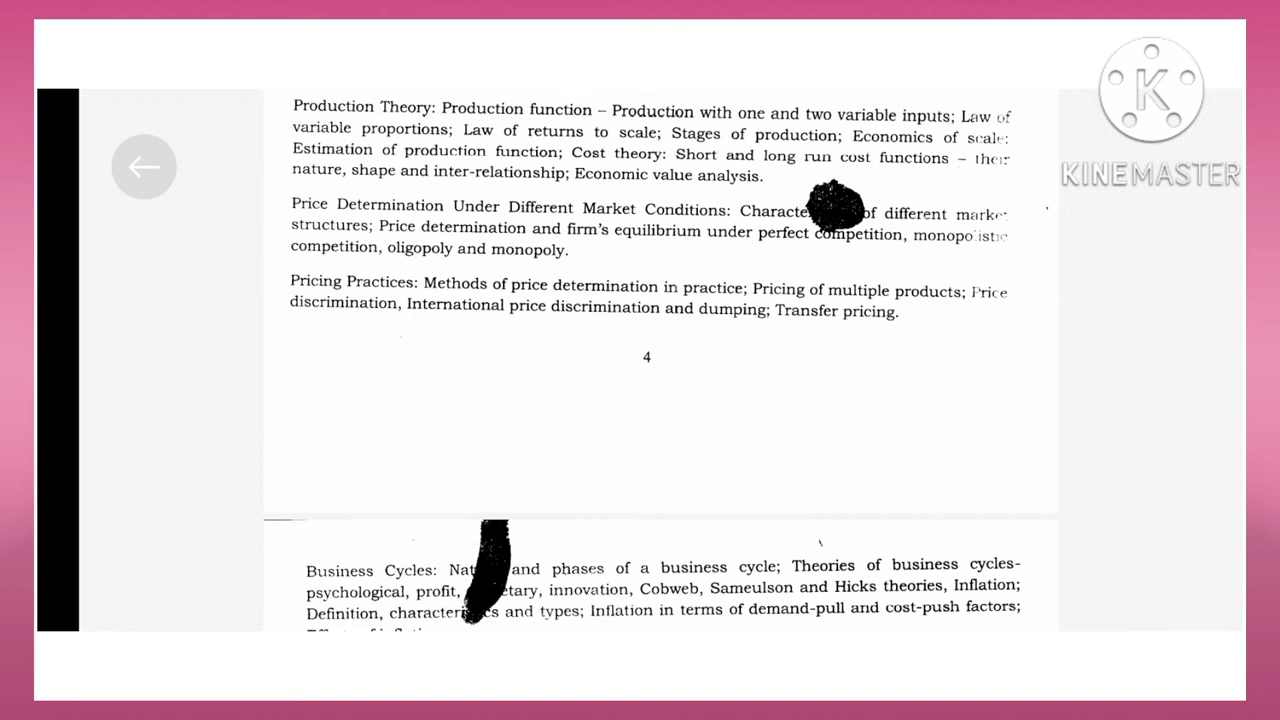 Production Theory: Production function – Production with one and two variable inputs; Law of
variable proportions; Law of returns to scale; Stages of production; Economics of scale:
Estimation of production function; Cost theory: Short and long run cost functions – their
nature, shape and inter-relationship; Economic value analysis.
Price Determination Under Different Market Conditions: of different market
structures; Price determination and firm's equilibrium under perfect competition, monopolistic
competition, oligopoly and monopoly.
Pricing Practices: Methods of price determination in practice; Pricing of multiple products; Price
discrimination, International price discrimination and dumping; Transfer pricing.
4
Business Cycles: and phases of a business cycle; Theories of business cycles-
psychological, profit, innovation, Cobweb, Sameulson and Hicks theories, Inflation;
Definition, and types; Inflation in terms of demand-pull and cost-push factors;
K
KINEMASTER